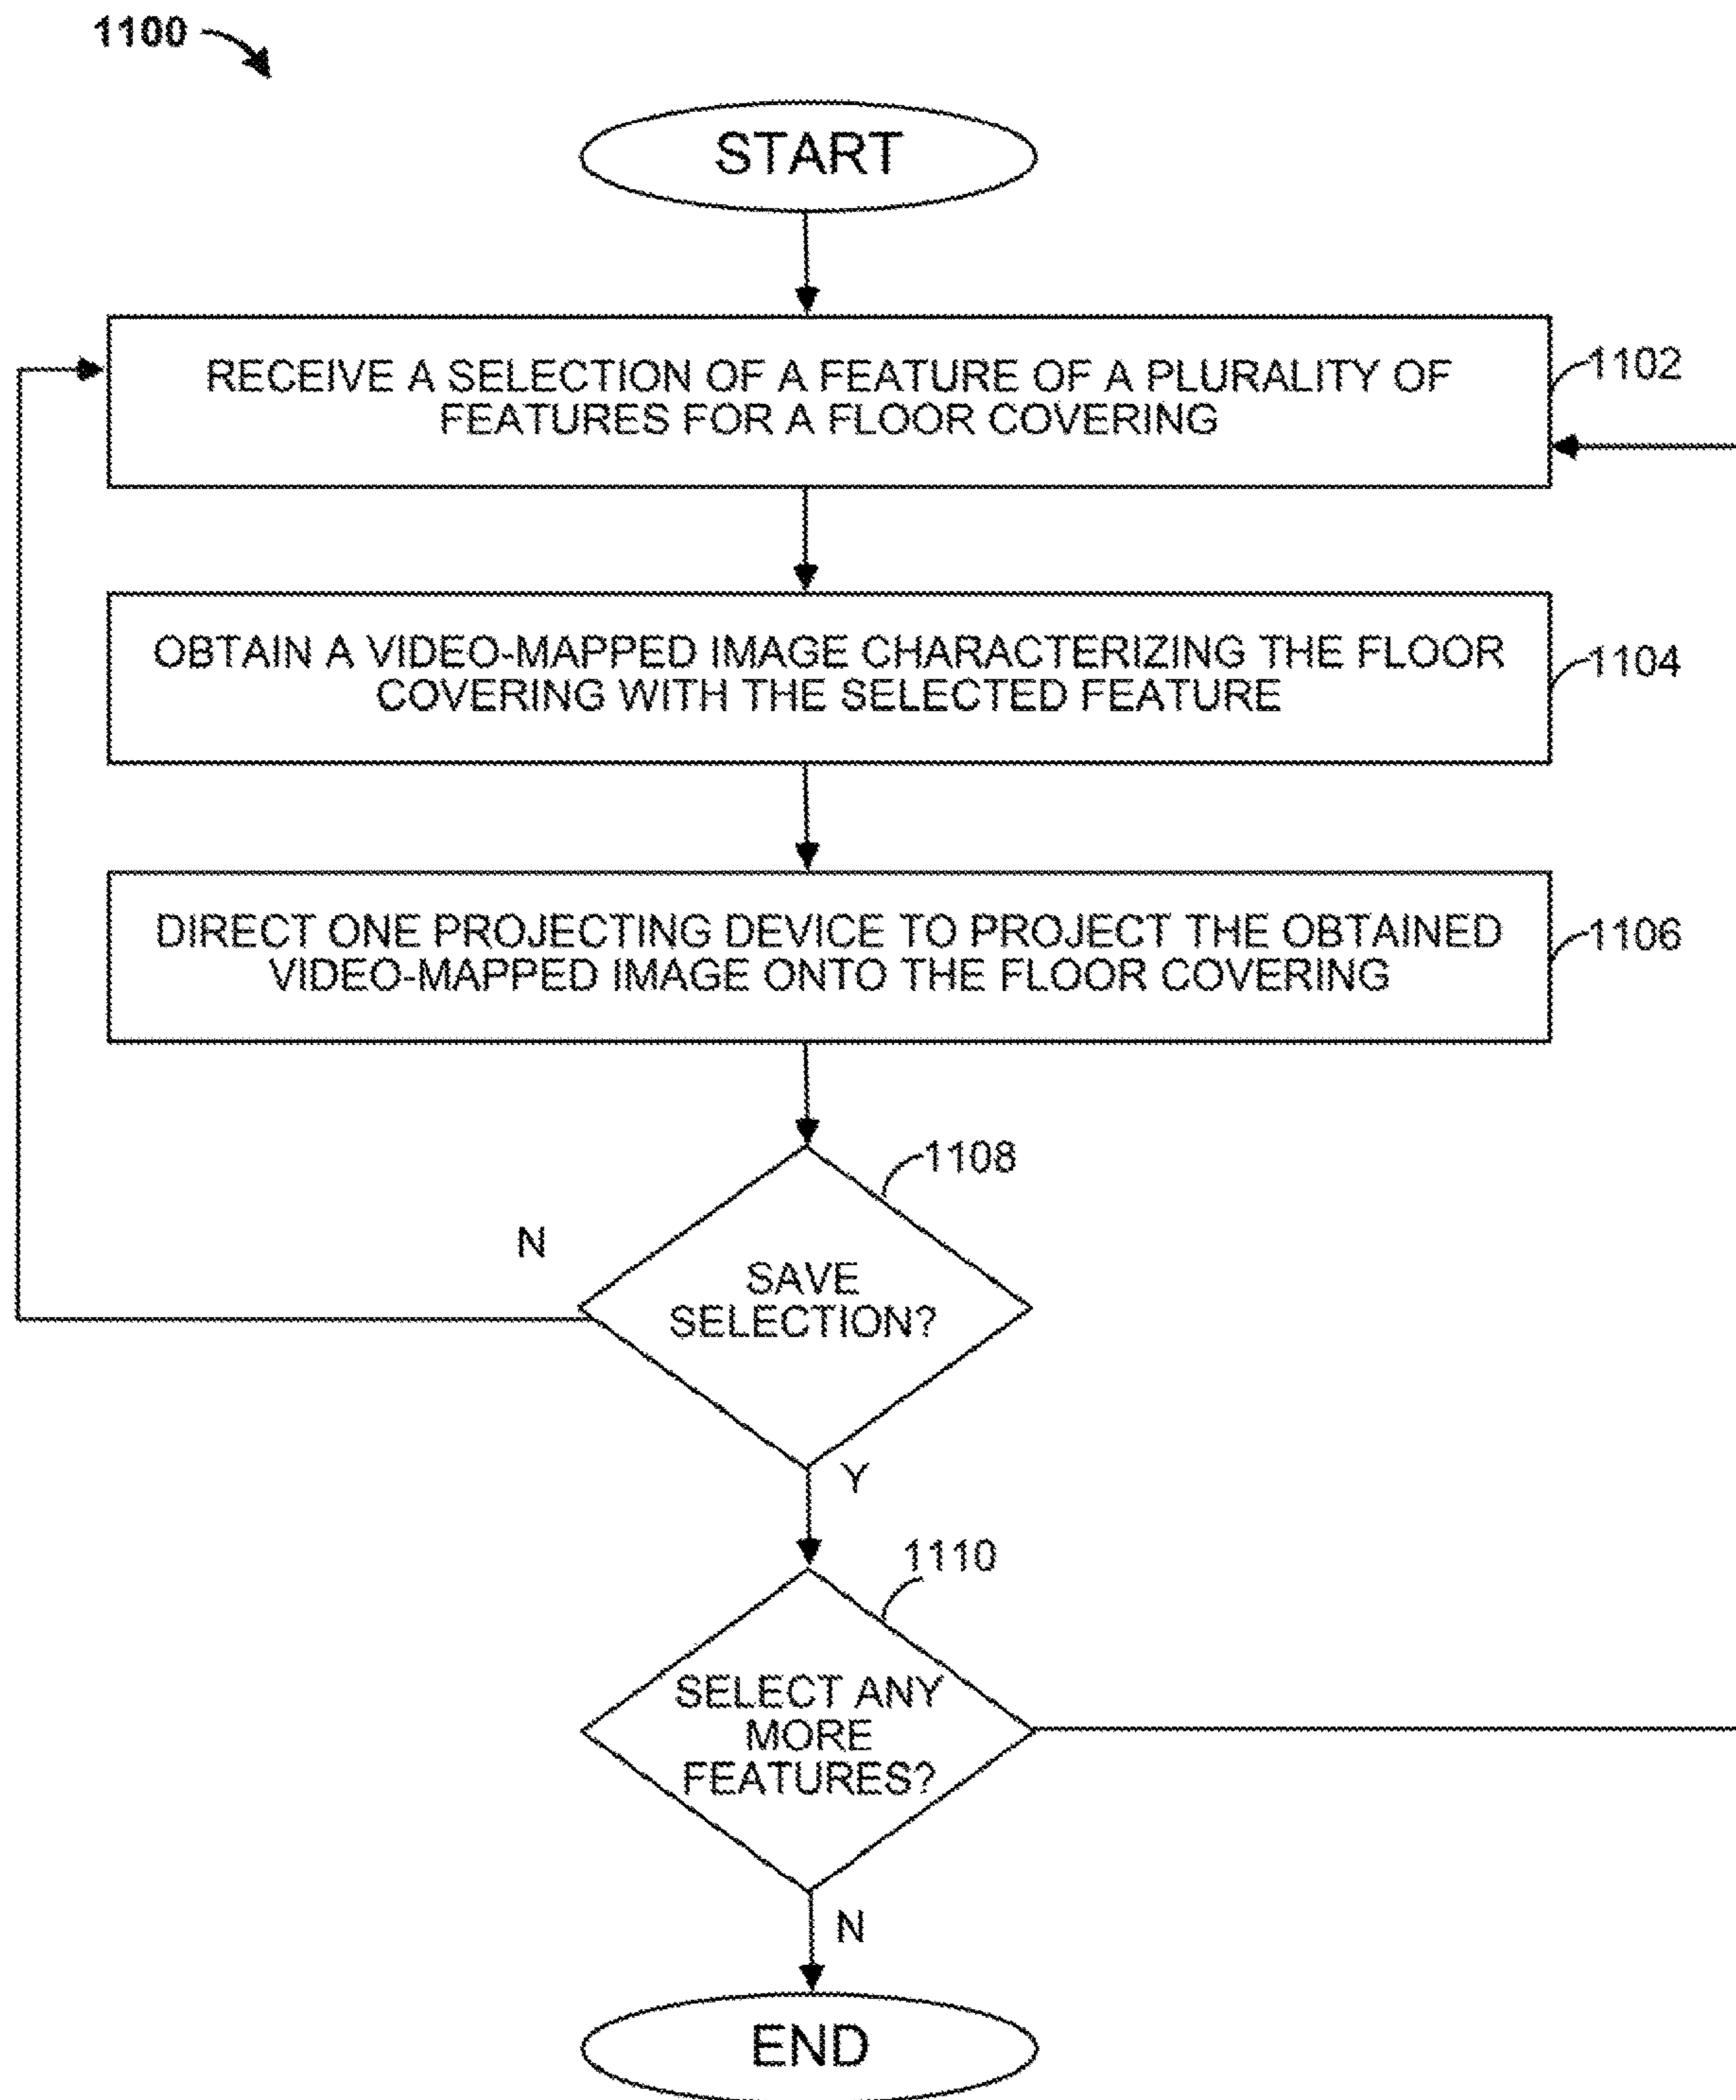 1100
START
RECEIVE A SELECTION OF A FEATURE OF A PLURALITY OF
FEATURES FOR A FLOOR COVERING
1102
OBTAIN A VIDEO-MAPPED IMAGE CHARACTERIZING THE FLOOR
COVERING WITH THE SELECTED FEATURE
1104
DIRECT ONE PROJECTING DEVICE TO PROJECT THE OBTAINED
VIDEO-MAPPED IMAGE ONTO THE FLOOR COVERING
1106
1108
N
SAVE
SELECTION?
Y
1110
SELECT ANY
MORE
FEATURES?
N
END